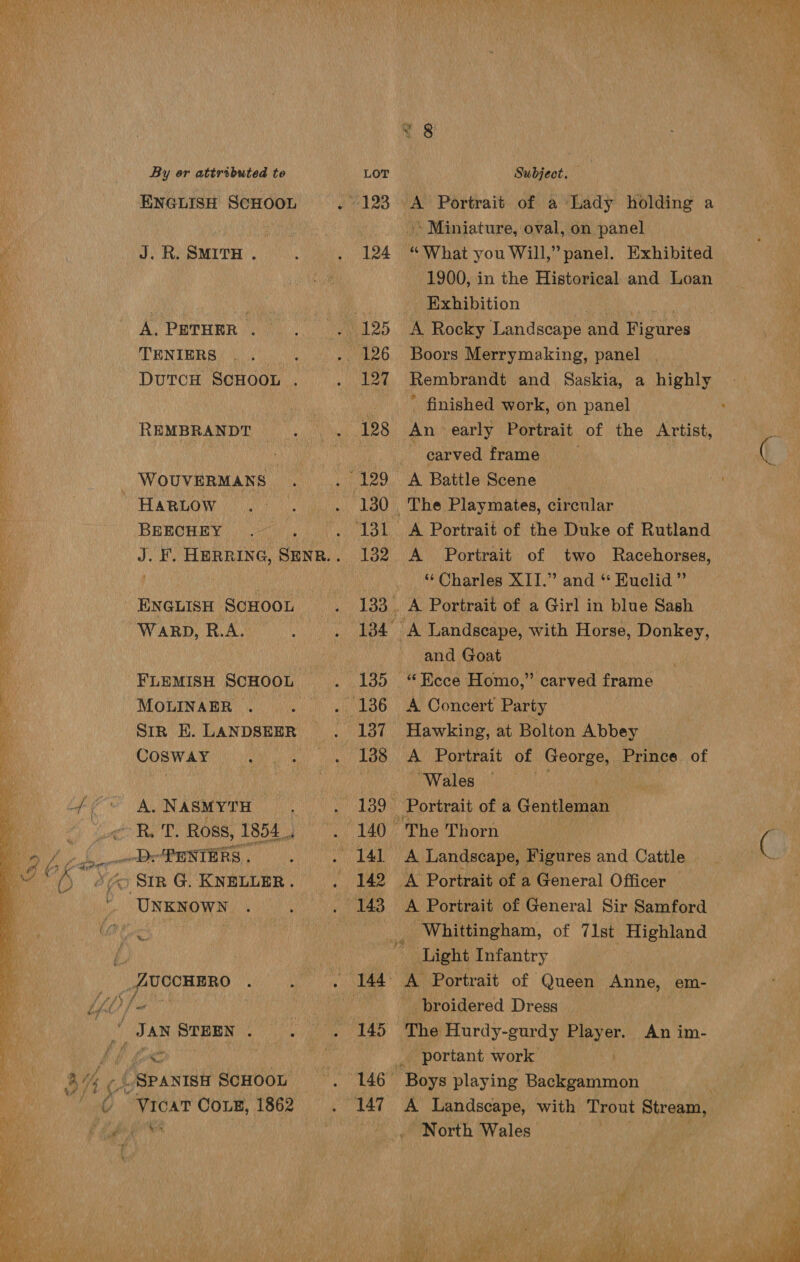 8
By or attributed to LOT Subject.
ENGLISH SCHOOL . 123 A Portrait of a Lady holding a
Miniature, oval, on panel
J. R. SMITH . . . 124 “What you Will,” panel. Exhibited
1900, in the Historical and Loan
Exhibition
A. PETHER . . . 125 A Rocky Landscape and Figures
TENIERS . . . . 126 Boors Merrymaking, panel
DUTCH SCHOOL . . 127 Rembrandt and Saskia, a highly
finished work, on panel
REMBRANDT . . . 128 An early Portrait of the Artist,
carved frame
WOUVERMANS . . 129 A Battle Scene
HARLOW . . . 130 The Playmates, circular
BEECHEY . . . 131 A Portrait of the Duke of Rutland
J. F. HERRING, SENR. . 132 A Portrait of two Racehorses,
“Charles XII.” and “Euclid”
ENGLISH SCHOOL . 133 A Portrait of a Girl in blue Sash
WARD, R.A. . . 134 A Landscape, with Horse, Donkey,
and Goat
FLEMISH SCHOOL . 135 “Ecce Homo,” carved frame
MOLINAER . . . 136 A Concert Party
SIR E. LANDSEER . 137 Hawking, at Bolton Abbey
COSWAY . . . 138 A Portrait of George, Prince of
Wales
A. NASMYTH . . 139 Portrait of a Gentleman
R. T. ROSS, 1854 . . 140 The Thorn
D. TENIERS . . . 141 A Landscape, Figures and Cattle
SIR G. KNELLER . . 142 A Portrait of a General Officer
UNKNOWN . . . 143 A Portrait of General Sir Samford
Whittingham, of 71st Highland
Light Infantry
ZUCCHERO . . . 144 A Portrait of Queen Anne, em-
broidered Dress
JAN STEEN . . . 145 The Hurdy-gurdy Player. An im-
portant work
SPANISH SCHOOL . 146 Boys playing Backgammon
VICAT COLE, 1862 . 147 A Landscape, with Trout Stream,
North Wales